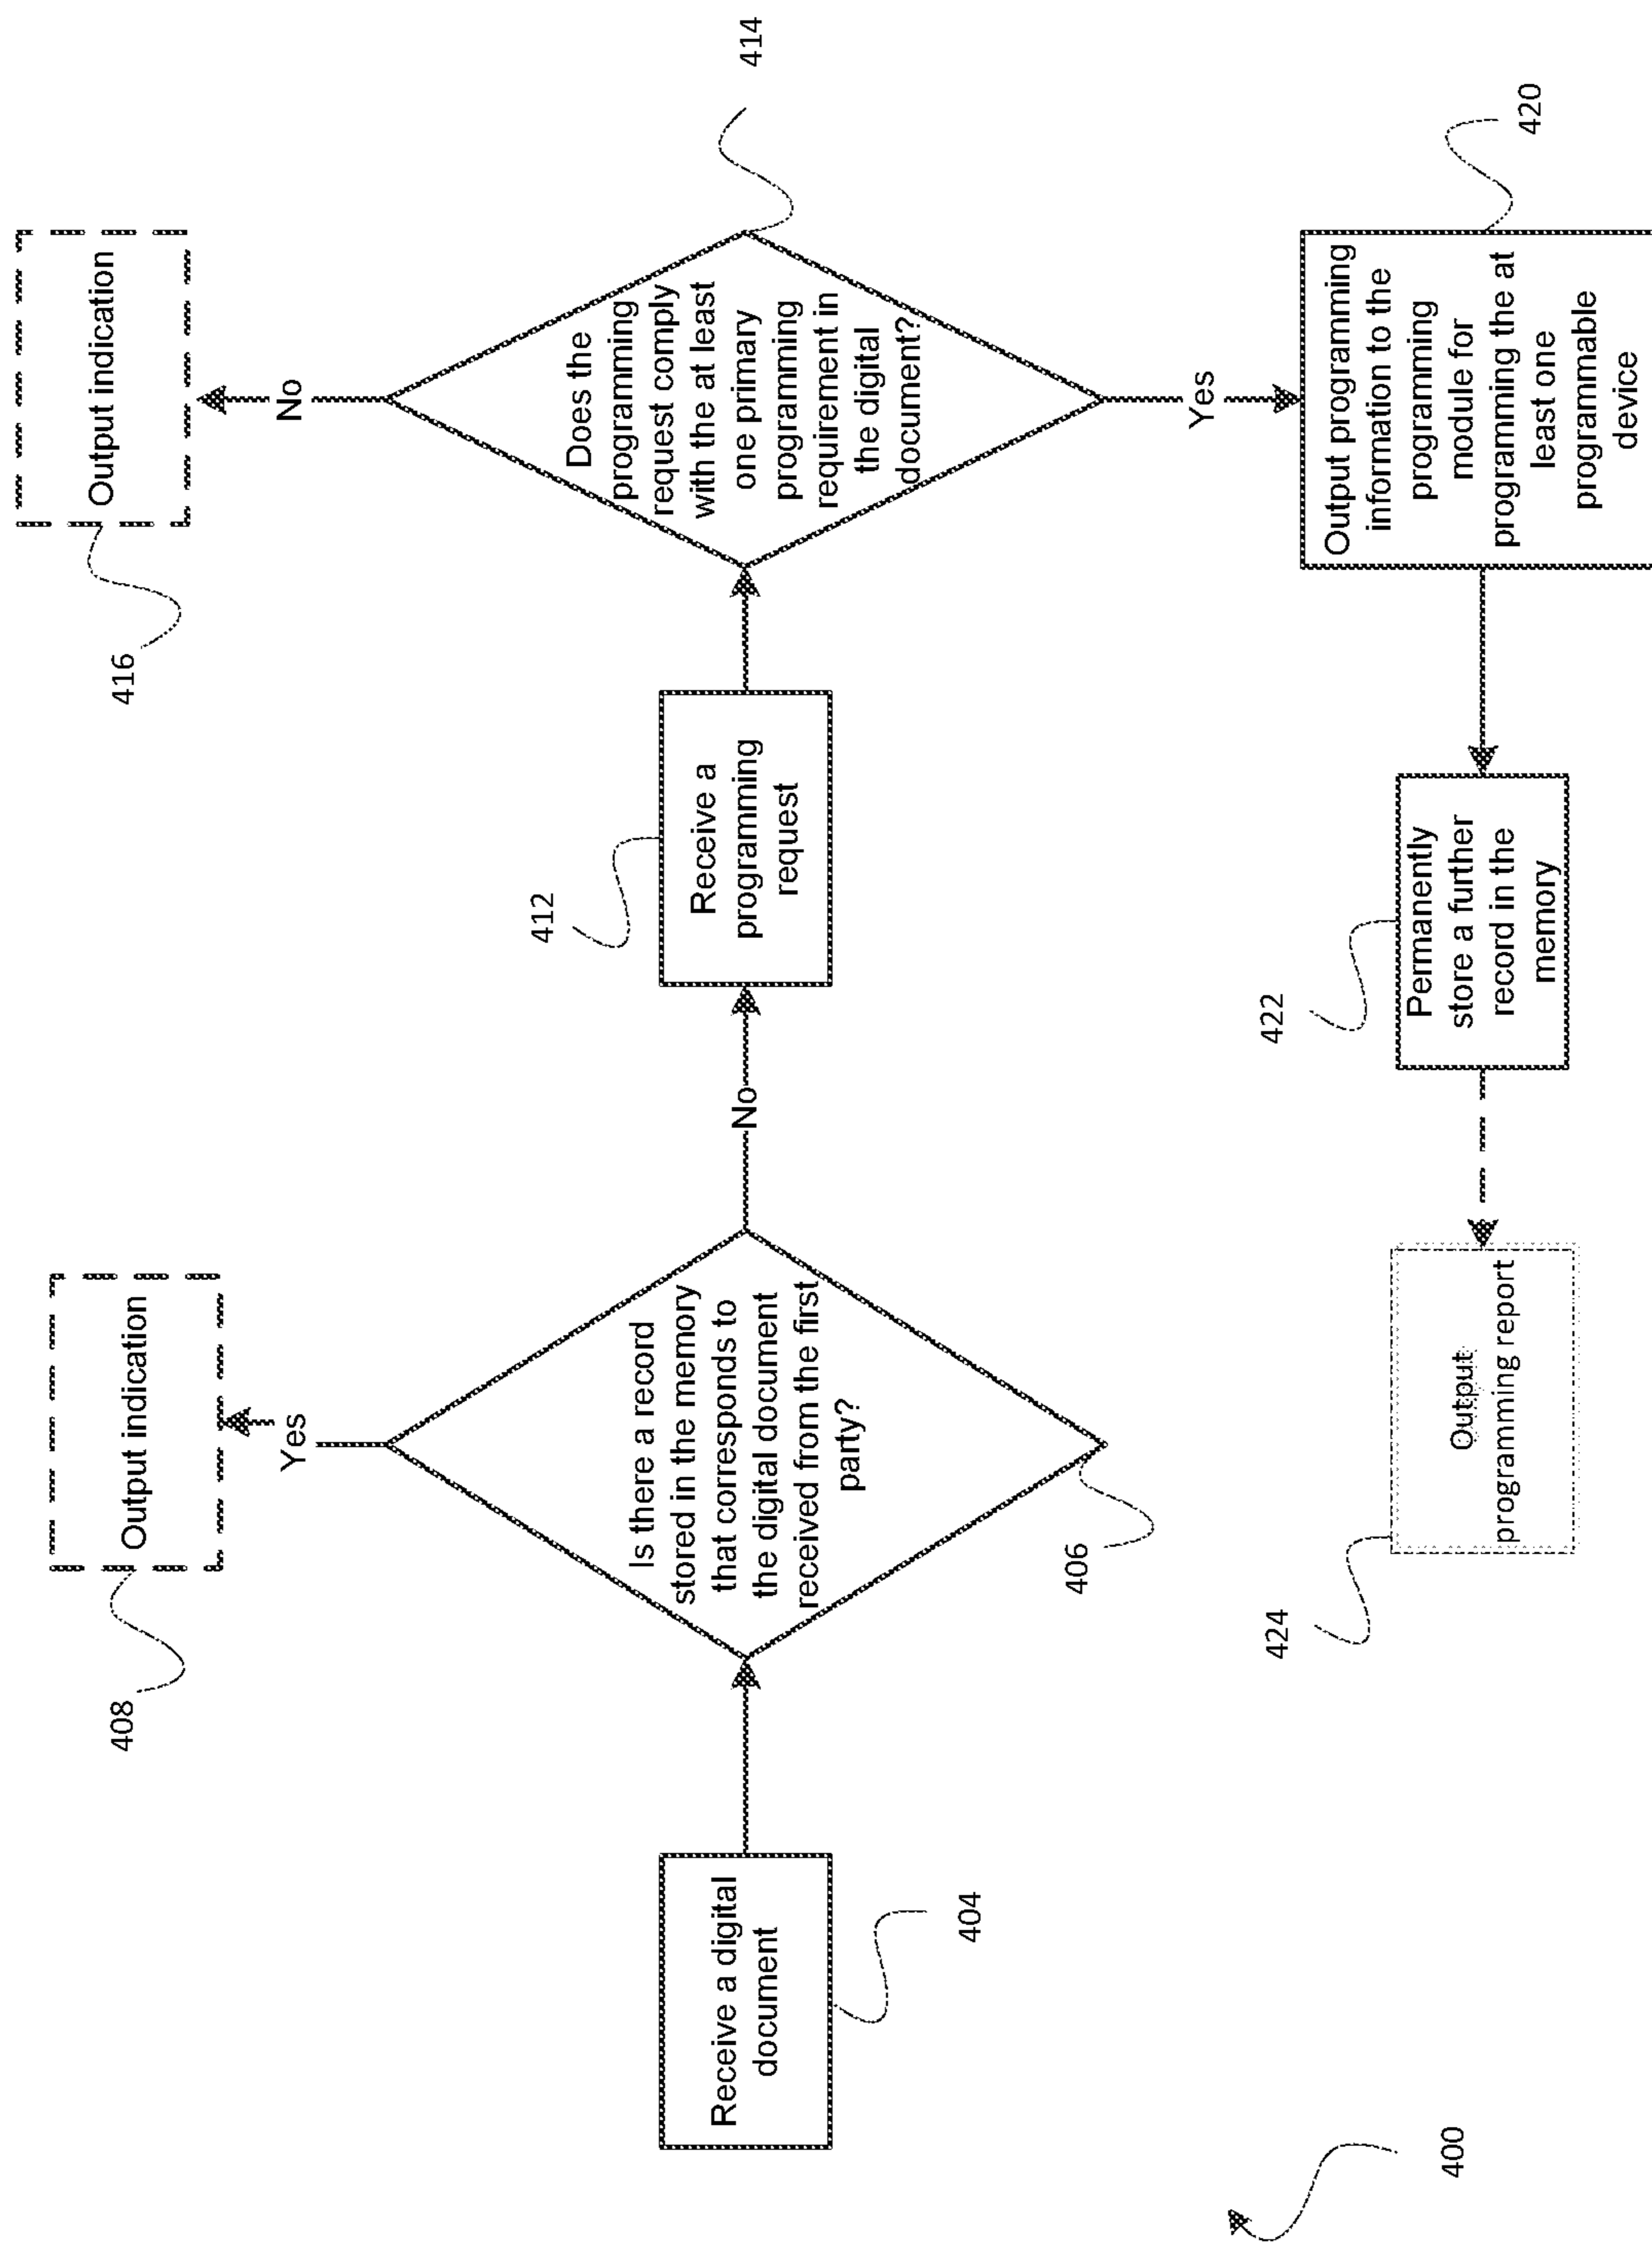 Output indication
408
Output indication
416
Yes
No
Receive a digital
document
404
Is there a record
stored in the memory
that corresponds to
the digital document
received from the first
party?
406
No
412
Receive a
programming
request
Does the
programming
request comply
with the at least
one primary
programming
requirement in
the digital
document?
414
Yes
424
Output
programming report
422
Permanently
store a further
record in the
memory
Output programming
information to the
programming
module for
programming the at
least one
programmable
device
420
400